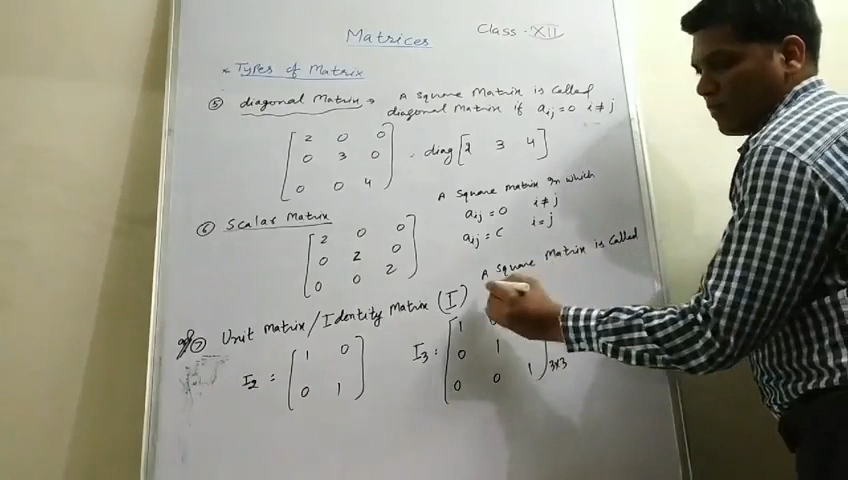 Matrices
Class - XII
* Types of Matrix
⑤ diagonal Matrix → A square Matrix is called
diagonal Matrix if aij = 0 i ≠ j
2 0 0
0 3 0
0 0 4
diag [2 3 4]
⑥ Scalar Matrix
A square matrix in which
aij = 0 i ≠ j
aij = C i = j
2 0 0
0 2 0
0 0 2
⑦ Unit Matrix / Identity Matrix (I)
A square Matrix is called
I2 =
1 0
0 1
I3 =
1
0 1
0 0 1
3x3